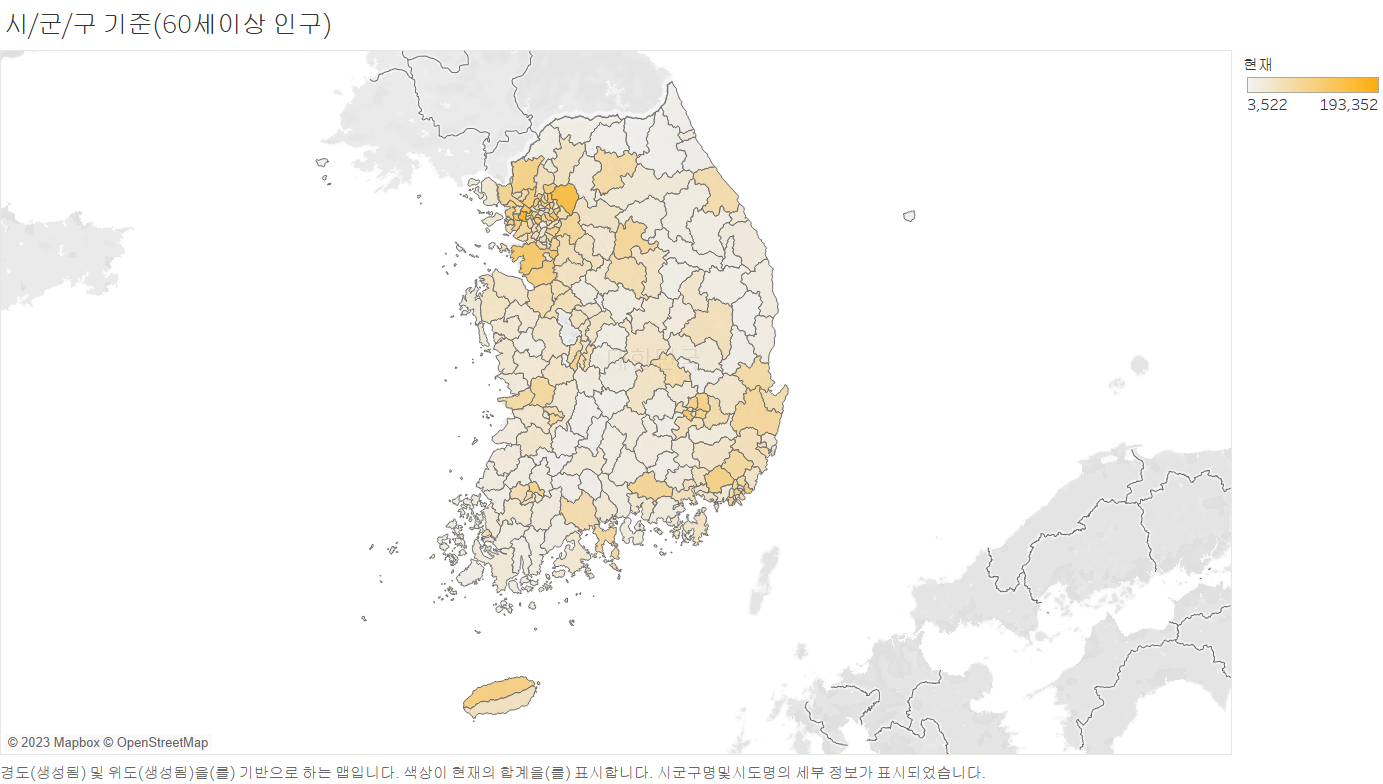 시/군/구 기준(60세이상 인구)
현재
3,522 193,352
대한민국
© 2023 Mapbox © OpenStreetMap
경도(생성됨) 및 위도(생성됨)을(를) 기반으로 하는 맵입니다. 색상이 현재의 합계을(를) 표시합니다. 시군구명및시도명의 세부 정보가 표시되었습니다.